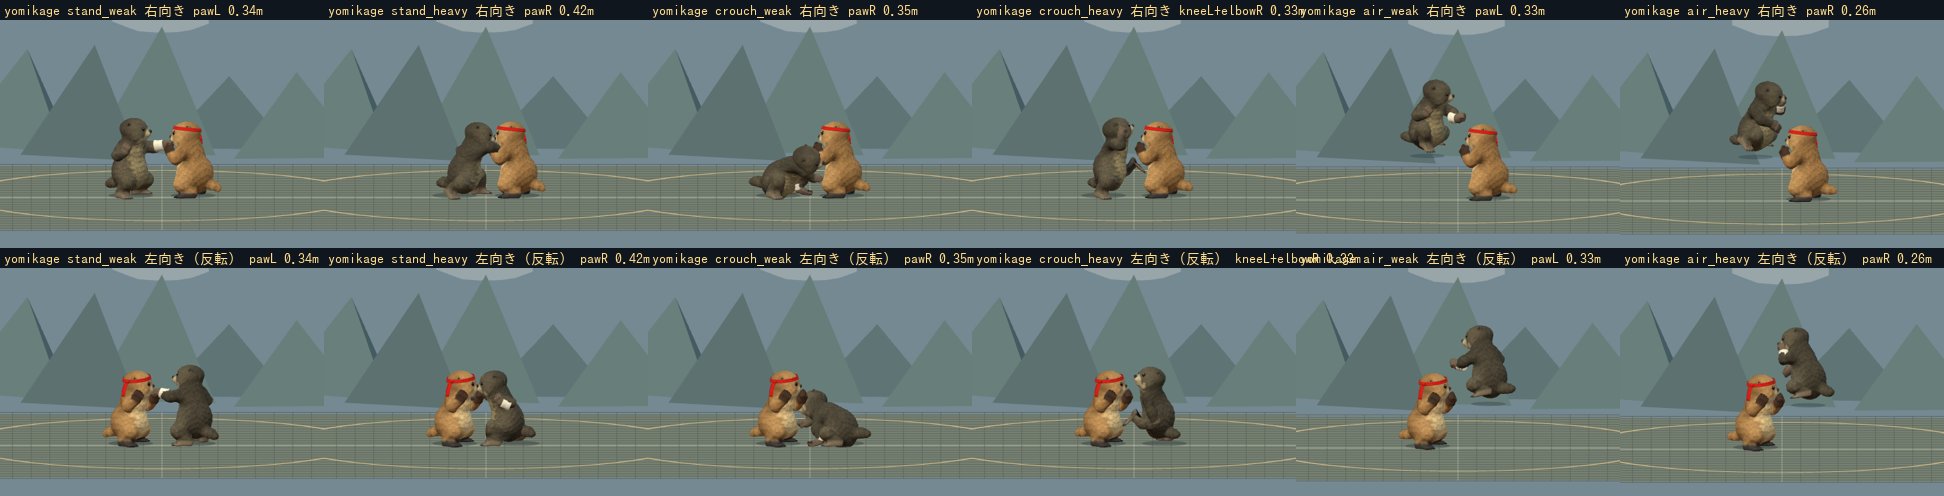 yomikage stand_weak 右向き pawL 0.34m
yomikage stand_heavy 右向き pawR 0.42m
yomikage crouch_weak 右向き pawR 0.35m
yomikage crouch_heavy 右向き kneeL+elbowR 0.33m
yomikage air_weak 右向き pawL 0.33m
yomikage air_heavy 右向き pawR 0.26m
yomikage stand_weak 左向き（反転） pawL 0.34m
yomikage stand_heavy 左向き（反転） pawR 0.42m
yomikage crouch_weak 左向き（反転） pawR 0.35m
yomikage crouch_heavy 左向き（反転） kneeL+elbowR 0.33m
yomikage air_weak 左向き（反転） pawL 0.33m
yomikage air_heavy 左向き（反転） pawR 0.26m